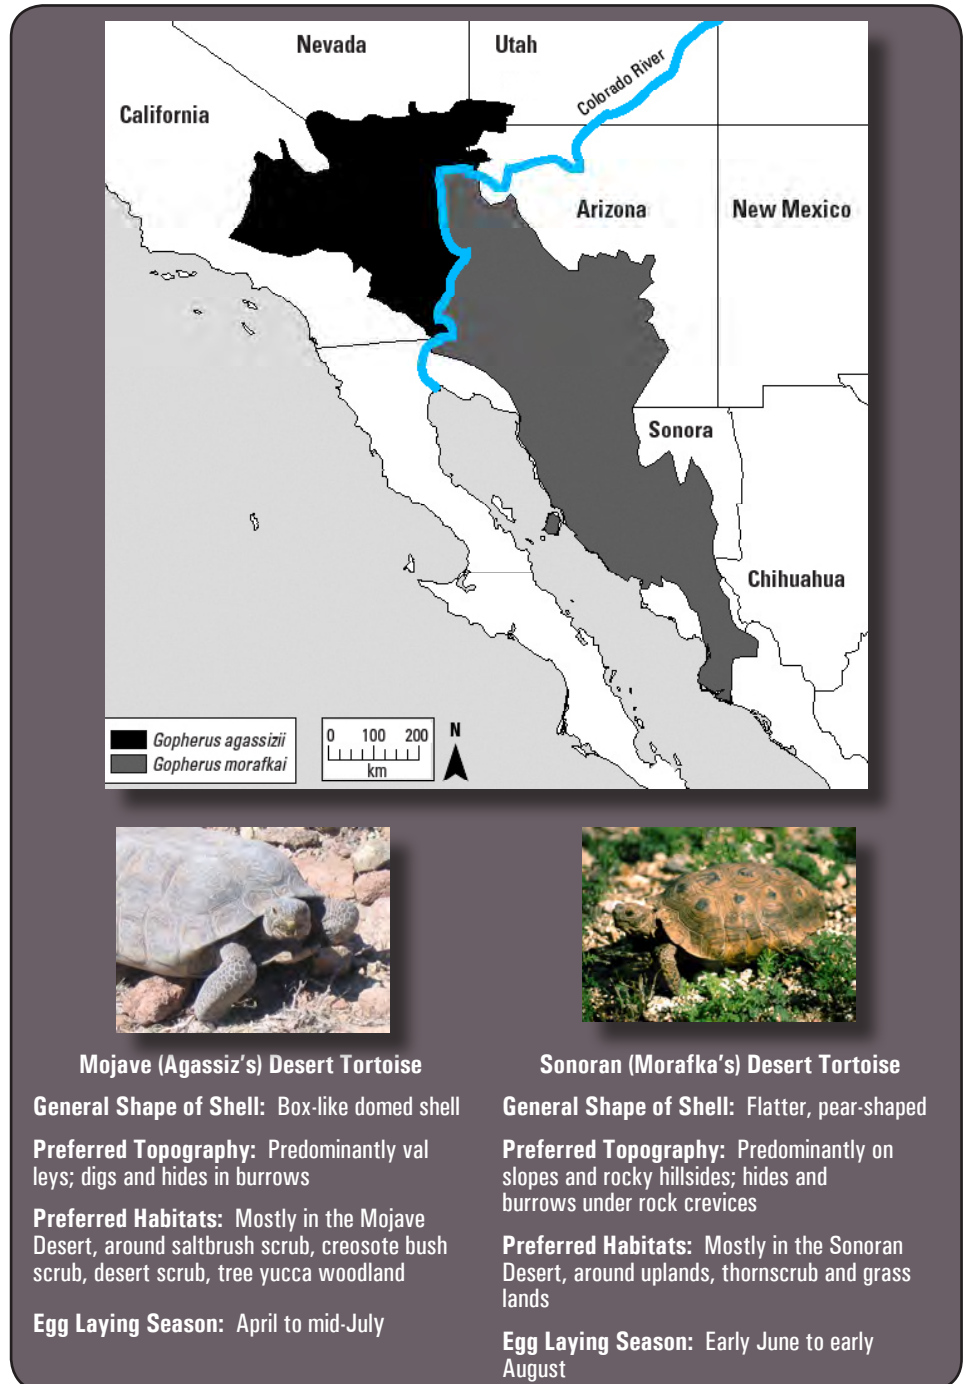 Nevada
Utah
Colorado River
California
Arizona
New Mexico
Sonora
Chihuahua
Gopherus agassizii
Gopherus morafkai
0 100 200
km
N
Mojave (Agassiz's) Desert Tortoise
General Shape of Shell: Box-like domed shell
Preferred Topography: Predominantly val
leys; digs and hides in burrows
Preferred Habitats: Mostly in the Mojave
Desert, around saltbrush scrub, creosote bush
scrub, desert scrub, tree yucca woodland
Egg Laying Season: April to mid-July
Sonoran (Morafka's) Desert Tortoise
General Shape of Shell: Flatter, pear-shaped
Preferred Topography: Predominantly on
slopes and rocky hillsides; hides and
burrows under rock crevices
Preferred Habitats: Mostly in the Sonoran
Desert, around uplands, thornscrub and grass
lands
Egg Laying Season: Early June to early
August